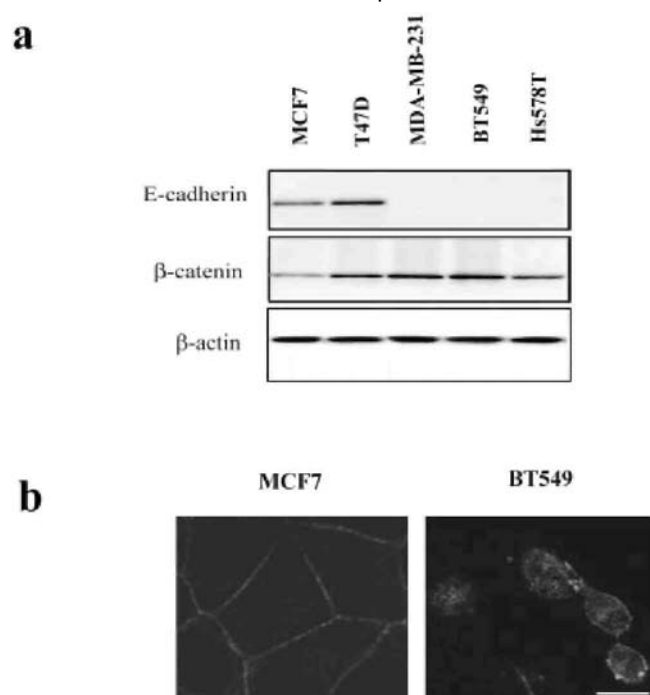 a
MCF7
T47D
MDA-MB-231
BT549
Hs578T
E-cadherin
β-catenin
β-actin
b
MCF7
BT549